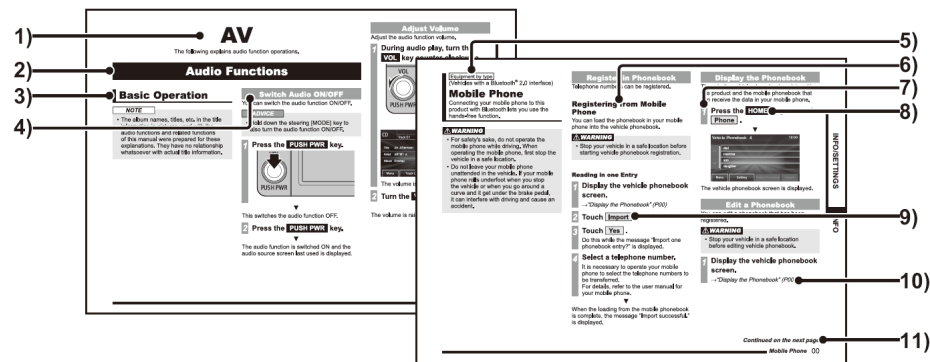 1)
AV
The following explains audio function operations.
2)
Audio Functions
3)
Basic Operation
NOTE
• The album names, titles, etc. in the title
audio functions and related functions
of this manual were prepared for these
explanations. They have no relationship
whatsoever with actual title information.
4)
Switch Audio ON/OFF
You can switch the audio function ON/OFF.
ADVICE
• Hold down the steering [MODE] key to
also turn the audio function ON/OFF.
1 Press the PUSH PWR key.
PUSH PWR
▼
This switches the audio function OFF.
2 Press the PUSH PWR key.
▼
The audio function is switched ON and the
audio source screen last used is displayed.
Adjust Volume
Adjust the audio function volume.
1 During audio play, turn th
VOL key counter clockwise
VOL
PUSH PWR
CD
▼
The volume is
2 Turn the
The volume is rai
5)
Equipment by type
(Vehicles with a Bluetooth® 2.0 interface)
Mobile Phone
Connecting your mobile phone to this
product with Bluetooth lets you use the
hands-free function.
WARNING
• For safety's sake, do not operate the
mobile phone while driving. When
operating the mobile phone, first stop the
vehicle in a safe location.
• Do not leave your mobile phone
unattended in the vehicle. If your mobile
phone rolls underfoot when you stop
the vehicle or when you go around a
curve and it get under the brake pedal,
it can interfere with driving and cause an
accident.
6)
Register in Phonebook
Telephone numbers can be registered.
Registering from Mobile
Phone
You can load the phonebook in your mobile
phone into the vehicle phonebook.
WARNING
• Stop your vehicle in a safe location before
starting vehicle phonebook registration.
Reading in one Entry
1 Display the vehicle phonebook
screen.
→"Display the Phonebook" (P00)
2 Touch Import
9)
3 Touch Yes .
Do this while the message "Import one
phonebook entry?" is displayed.
4 Select a telephone number.
It is necessary to operate your mobile
phone to select the telephone numbers to
be transferred.
For details, refer to the user manual for
your mobile phone.
▼
When the loading from the mobile phonebook
is complete, the message "Import successful."
is displayed.
7)
Display the Phonebook
product and the mobile phonebook that
receive the data in your mobile phone.
8)
1 Press the HOME
Phone .
▼
Vehicle Phonebook
The vehicle phonebook screen is displayed.
Edit a Phonebook
registered.
WARNING
• Stop your vehicle in a safe location
before editing vehicle phonebook.
1 Display the vehicle phonebook
screen.
→"Display the Phonebook" (P00
10)
INFO/SETTINGS
INFO
Continued on the next page
11)
Mobile Phone 00